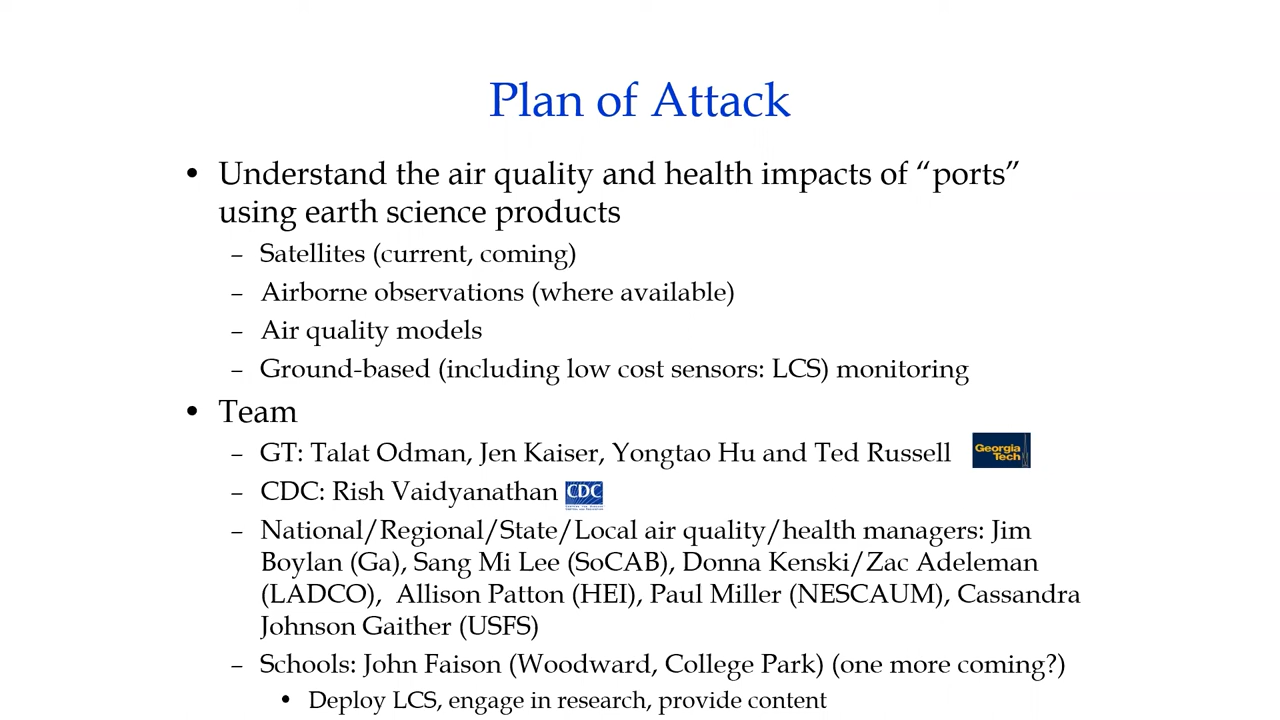 Plan of Attack
• Understand the air quality and health impacts of “ports”
using earth science products
– Satellites (current, coming)
– Airborne observations (where available)
– Air quality models
– Ground-based (including low cost sensors: LCS) monitoring
• Team
– GT: Talat Odman, Jen Kaiser, Yongtao Hu and Ted Russell
Georgia
Tech
– CDC: Rish Vaidyanathan
CDC
– National/Regional/State/Local air quality/health managers: Jim
Boylan (Ga), Sang Mi Lee (SoCAB), Donna Kenski/Zac Adeleman
(LADCO), Allison Patton (HEI), Paul Miller (NESCAUM), Cassandra
Johnson Gaither (USFS)
– Schools: John Faison (Woodward, College Park) (one more coming?)
• Deploy LCS, engage in research, provide content